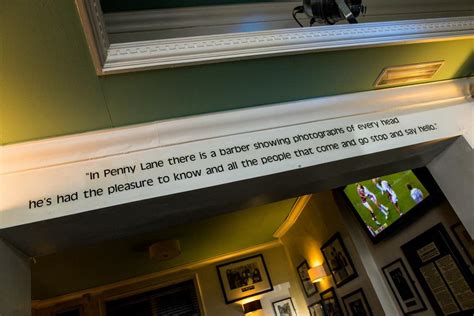 "In Penny Lane there is a barber showing photographs of every head
he's had the pleasure to know and all the people that come and go stop and say hello."